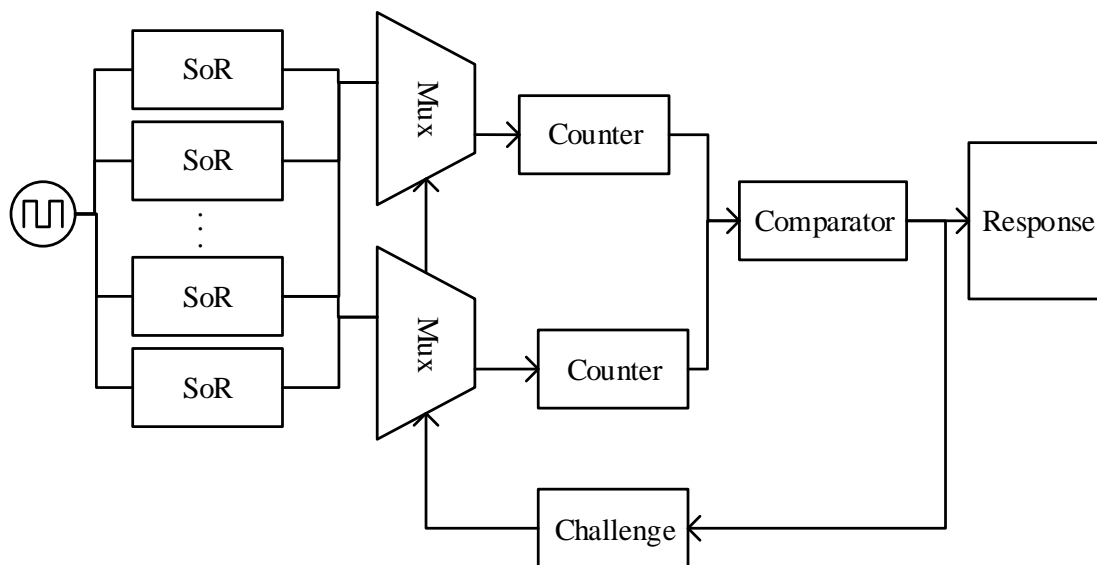 SoR
SoR
SoR
SoR
Mux
Mux
Counter
Counter
Comparator
Response
Challenge